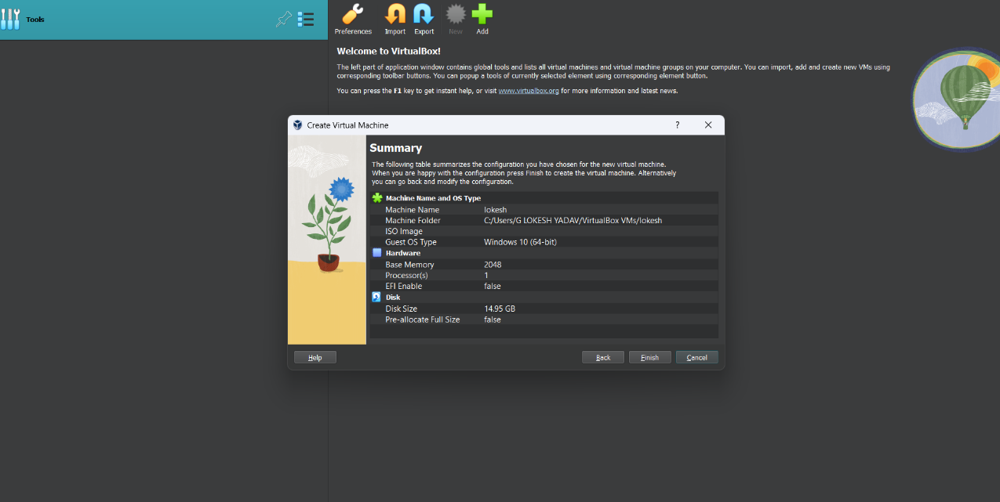 Tools
Preferences
Import
Export
New
Add
Welcome to VirtualBox!
The left part of application window contains global tools and lists all virtual machines and virtual machine groups on your computer. You can import, add and create new VMs using
corresponding toolbar buttons. You can popup a tools of currently selected element using corresponding element button.
You can press the F1 key to get instant help, or visit www.virtualbox.org for more information and latest news.
Create Virtual Machine
?
Summary
The following table summarizes the configuration you have chosen for the new virtual machine.
When you are happy with the configuration press Finish to create the virtual machine. Alternatively
you can go back and modify the configuration.
Machine Name and OS Type
Machine Name lokesh
Machine Folder C:/Users/G LOKESH YADAV/VirtualBox VMs/lokesh
ISO Image
Guest OS Type Windows 10 (64-bit)
Hardware
Base Memory 2048
Processor(s) 1
EFI Enable false
Disk
Disk Size 14.95 GB
Pre-allocate Full Size false
Help
Back
Finish
Cancel